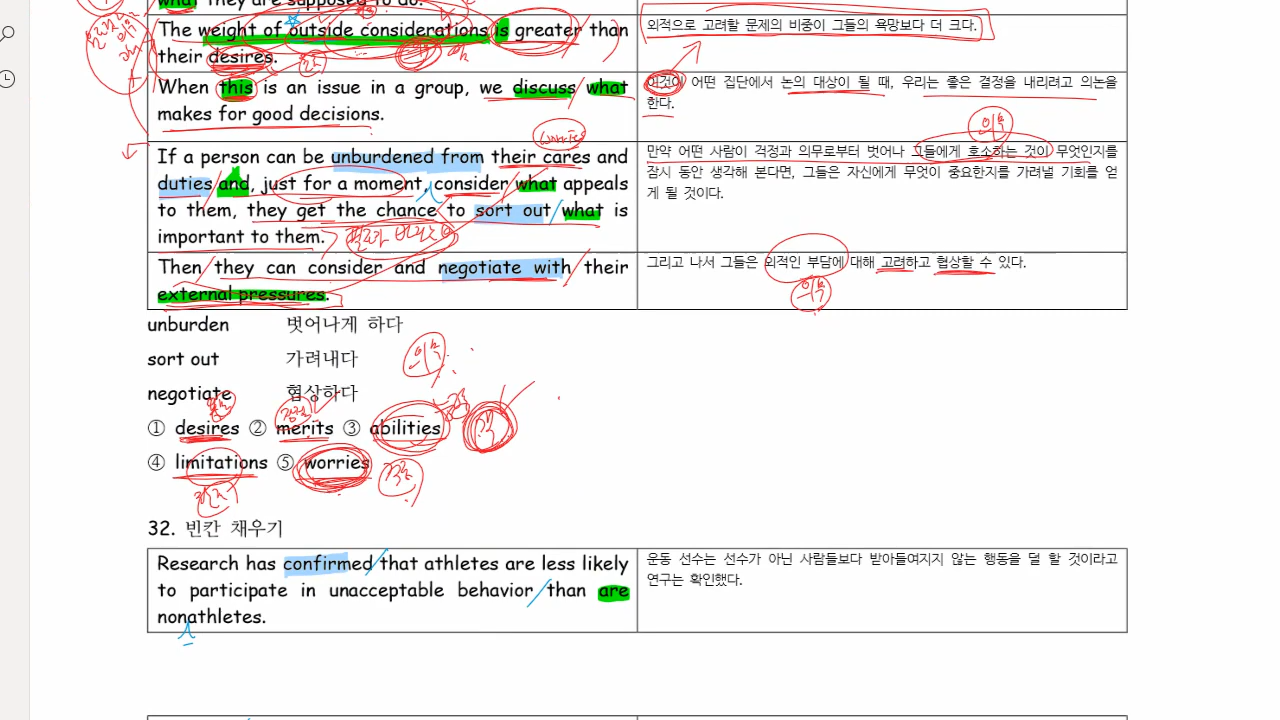 what they are supposed to do.
The weight of outside considerations is greater than
their desires.
외적으로 고려할 문제의 비중이 그들의 욕망보다 더 크다.
When this is an issue in a group, we discuss what
makes for good decisions.
이것이 어떤 집단에서 논의 대상이 될 때, 우리는 좋은 결정을 내리려고 의논을
한다.
If a person can be unburdened from their cares and
duties and, just for a moment, consider what appeals
to them, they get the chance to sort out what is
important to them.
worries
의무
만약 어떤 사람이 걱정과 의무로부터 벗어나 그들에게 호소하는 것이 무엇인지를
잠시 동안 생각해 본다면, 그들은 자신에게 무엇이 중요한지를 가려낼 기회를 얻
게 될 것이다.
Then they can consider and negotiate with their
external pressures.
그리고 나서 그들은 외적인 부담에 대해 고려하고 협상할 수 있다.
의무
unburden 벗어나게 하다
sort out 가려내다
의무
negotiate 협상하다
① desires ② merits ③ abilities
④ limitations ⑤ worries
32. 빈칸 채우기
Research has confirmed that athletes are less likely
to participate in unacceptable behavior than are
nonathletes.
운동 선수는 선수가 아닌 사람들보다 받아들여지지 않는 행동을 덜 할 것이라고
연구는 확인했다.